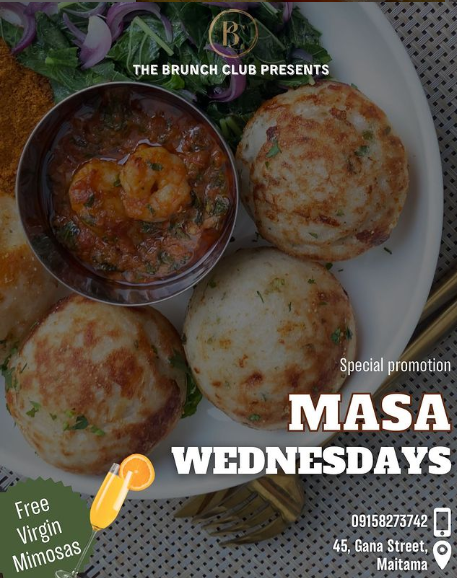 B
THE BRUNCH CLUB PRESENTS
Special promotion
MASA
WEDNESDAYS
Free
Virgin
Mimosas
09158273742
45, Gana Street,
Maitama